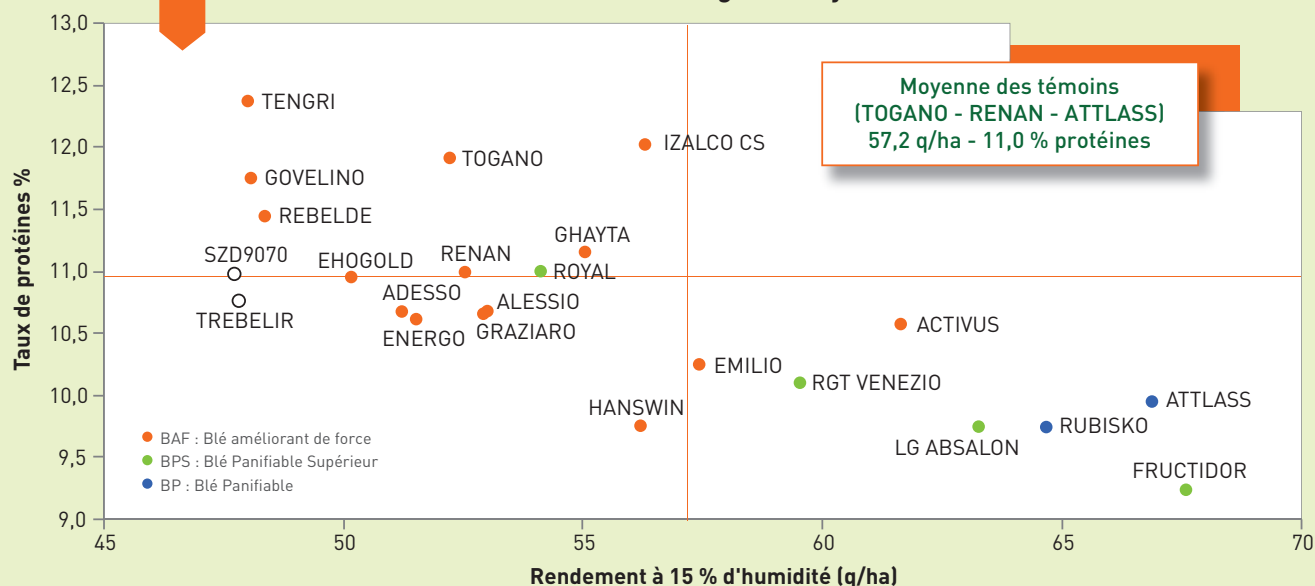 13,0
12,5
12,0
11,5
11,0
10,5
10,0
9,5
9,0
Taux de protéines %
TENGRI
TOGANO
IZALCO CS
GOVELINO
REBELDE
SZD9070
EHOGOLD
RENAN
GHAYTA
ROYAL
TREBELIR
ADESSO
ENERGO
ALESSIO
GRAZIARO
ACTIVUS
EMILIO
RGT VENEZIO
HANSWIN
ATTLASS
RUBISKO
LG ABSALON
FRUCTIDOR
Moyenne des témoins
(TOGANO - RENAN - ATTLASS)
57,2 q/ha - 11,0 % protéines
BAF : Blé améliorant de force
BPS : Blé Panifiable Supérieur
BP : Blé Panifiable
45 50 55 60 65 70
Rendement à 15 % d'humidité (q/ha)